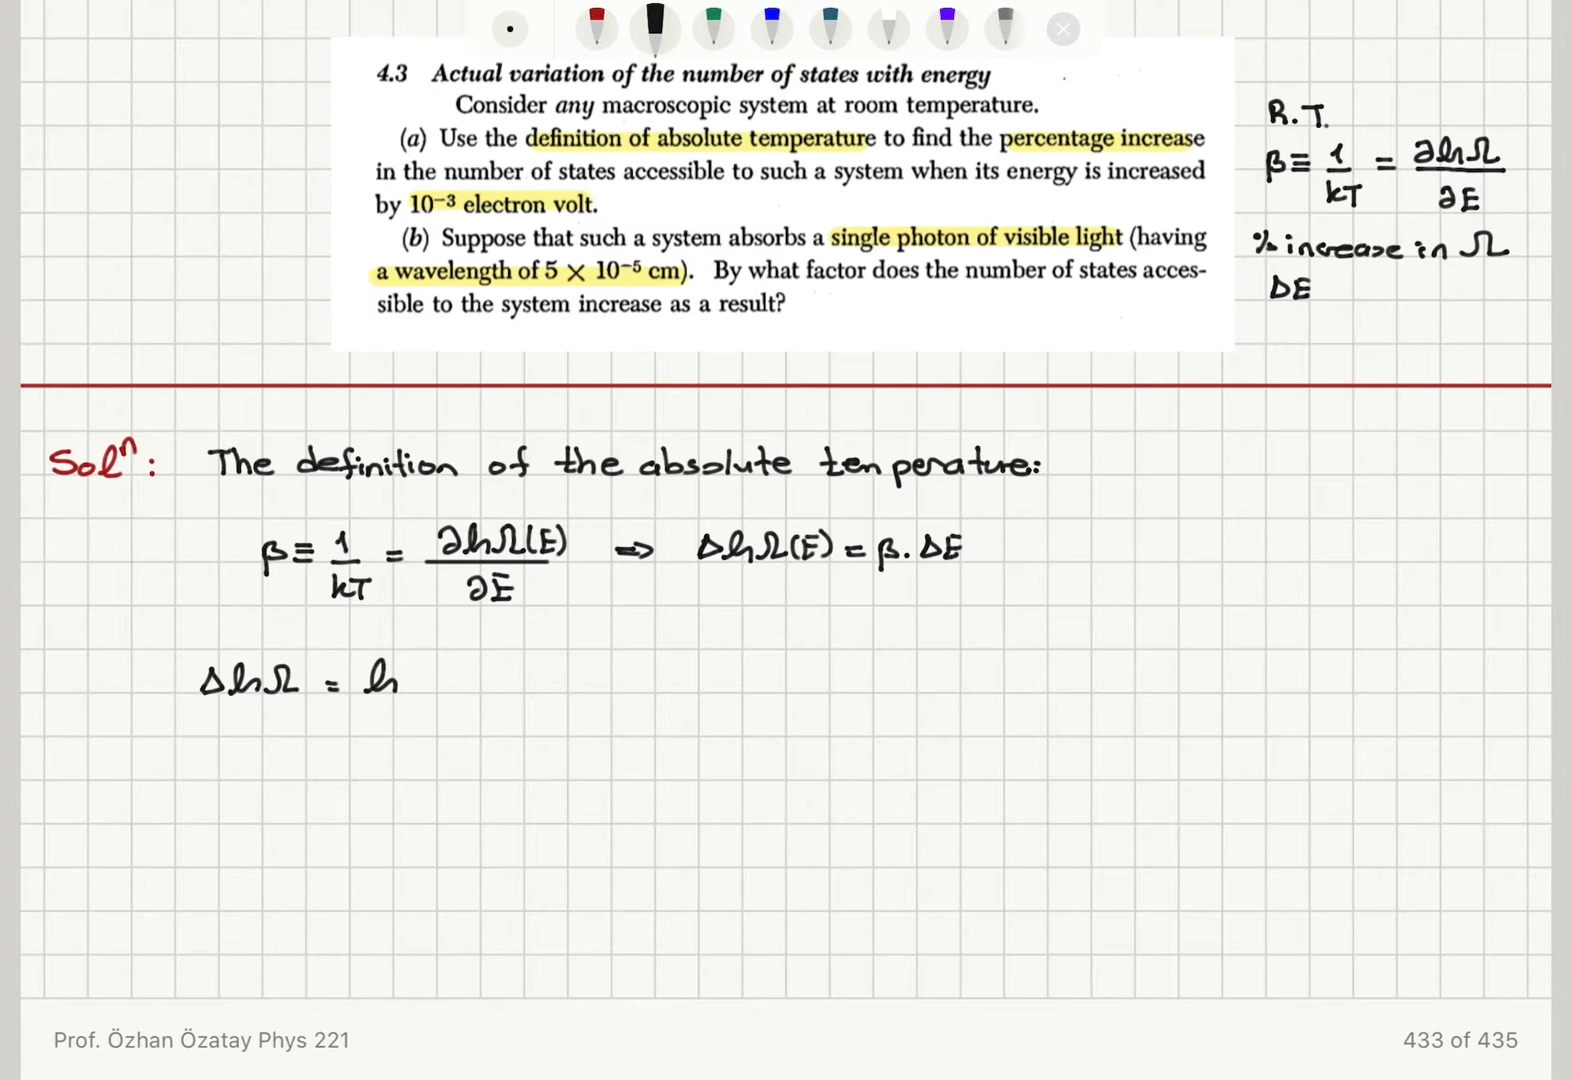 4.3 Actual variation of the number of states with energy
Consider any macroscopic system at room temperature.
(a) Use the definition of absolute temperature to find the percentage increase
in the number of states accessible to such a system when its energy is increased
by 10⁻³ electron volt.
(b) Suppose that such a system absorbs a single photon of visible light (having
a wavelength of 5 × 10⁻⁵ cm). By what factor does the number of states acces-
sible to the system increase as a result?
R.T.
β ≡ 1/kT = ∂lnΩ/∂E
% increase in Ω
ΔE
Solⁿ: The definition of the absolute tenperature:
β ≡ 1/kT = ∂lnΩ(E)/∂E ⇒ ΔlnΩ(E) = β. ΔE
ΔlnΩ = ln
Prof. Özhan Özatay Phys 221
433 of 435